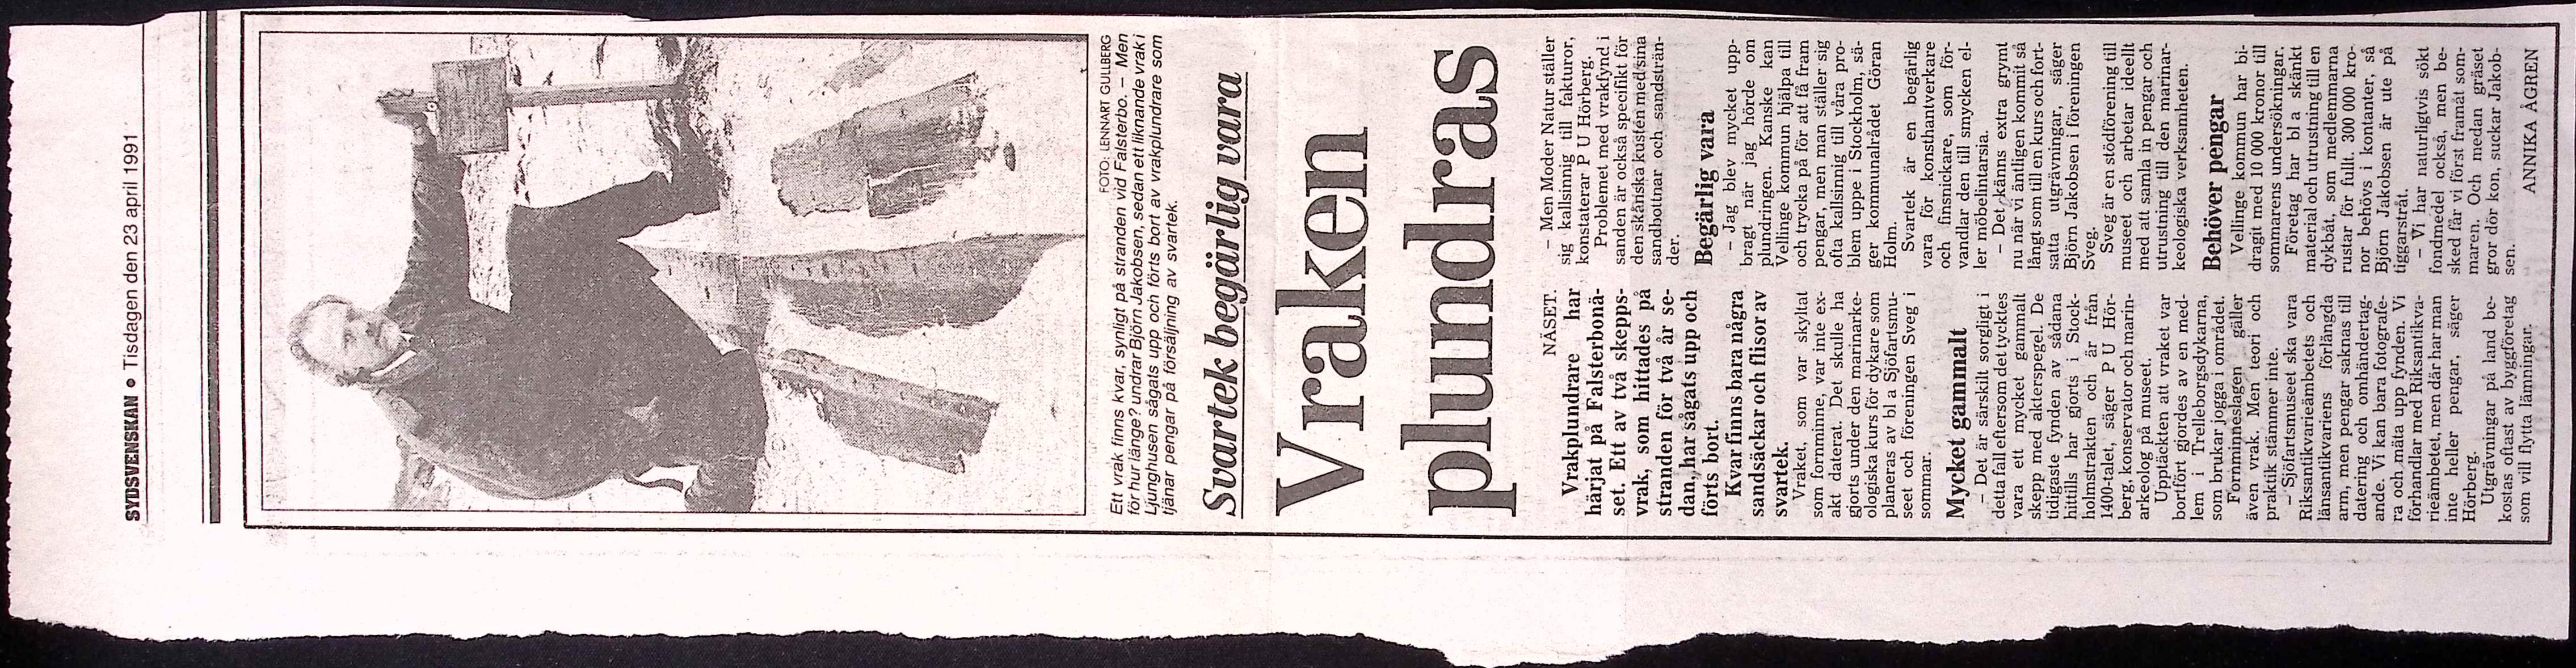 SYDSVENSKAN ● Tisdagen den 23 april 1991
FOTO: LENNART GULLBERG
Ett vrak finns kvar, synligt på stranden vid Falsterbo. – Men
för hur länge? undrar Björn Jakobsen, sedan ett liknande vrak i
Ljunghusen sågats upp och förts bort av vrakplundrare som
tjänar pengar på försäljning av svartek.
Svartek begärlig vara
Vraken
plundras
NÄSET.
Vrakplundrare har
härjat på Falsterbonä-
set. Ett av två skepps-
vrak, som hittades på
stranden för två år se-
dan, har sågats upp och
förts bort.
Kvar finns bara några
sandsäckar och flisor av
svartek.
Vraket, som var skyltat
som fornminne, var inte ex-
akt daterat. Det skulle ha
gjorts under den marinarke-
ologiska kurs för dykare som
planeras av bl a Sjöfartsmu-
seet och föreningen Sveg i
sommar.
Mycket gammalt
– Det är särskilt sorgligt i
detta fall eftersom det tycktes
vara ett mycket gammalt
skepp med akterspegel. De
tidigaste fynden av sådana
hittills har gjorts i Stock-
holmstrakten och är från
1400-talet, säger P U Hör-
berg, konservator och marin-
arkeolog på museet.
Upptäckten att vraket var
bortfört gjordes av en med-
lem i Trelleborgsdykarna,
som brukar jogga i området.
Fornminneslagen gäller
även vrak. Men teori och
praktik stämmer inte.
– Sjöfartsmuseet ska vara
Riksantikvarieämbetets och
länsantikvariens förlängda
arm, men pengar saknas till
datering och omhändertag-
ande. Vi kan bara fotografe-
ra och mäta upp fynden. Vi
förhandlar med Riksantikva-
rieämbetet, men där har man
inte heller pengar, säger
Hörberg.
Utgrävningar på land be-
kostas oftast av byggföretag
som vill flytta lämningar.
– Men Moder Natur ställer
sig kallsinnig till fakturor,
konstaterar P U Hörberg.
Problemet med vrakfynd i
sanden är också specifikt för
den skånska kusten med sina
sandbottnar och sandsträn-
der.
Begärlig vara
– Jag blev mycket upp-
bragt när jag hörde om
plundringen. Kanske kan
Vellinge kommun hjälpa till
och trycka på för att få fram
pengar, men man ställer sig
ofta kallsinnig till våra pro-
blem uppe i Stockholm, sä-
ger kommunalrådet Göran
Holm.
Svartek är en begärlig
vara för konsthantverkare
och finsnickare, som för-
vandlar den till smycken el-
ler möbelintarsia.
– Det känns extra grymt
nu när vi äntligen kommit så
långt som till en kurs och fort-
satta utgrävningar, säger
Björn Jakobsen i föreningen
Sveg.
Sveg är en stödförening till
museet och arbetar ideellt
med att samla in pengar och
utrustning till den marinar-
keologiska verksamheten.
Behöver pengar
Vellinge kommun har bi-
dragit med 10 000 kronor till
sommarens undersökningar.
Företag har bl a skänkt
material och utrustning till en
dykbåt, som medlemmarna
rustar för fullt. 300 000 kro-
nor behövs i kontanter, så
Björn Jakobsen är ute på
tiggarstråt.
– Vi har naturligtvis sökt
fondmedel också, men be-
sked får vi först framåt som-
maren. Och medan gräset
gror dör kon, suckar Jakob-
sen.
ANNIKA ÅGREN